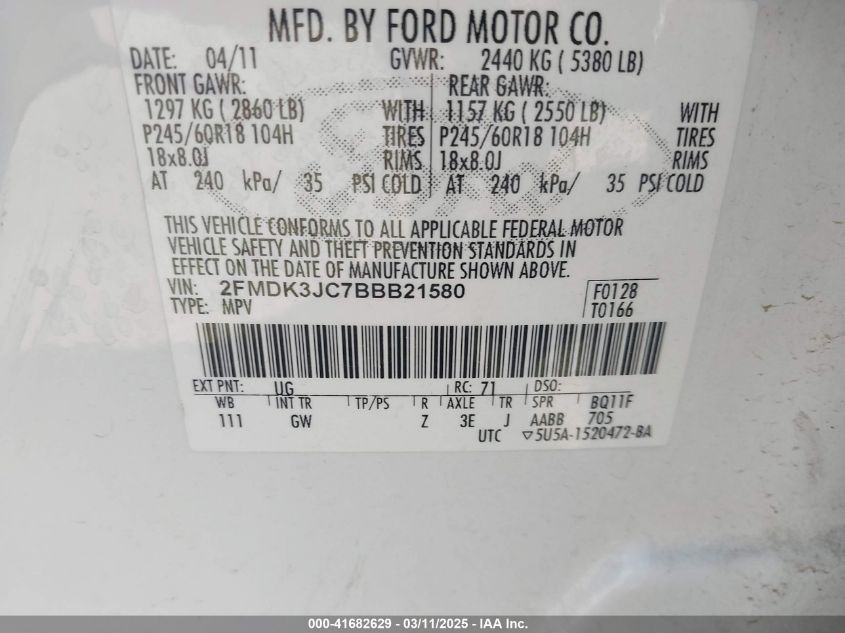 MFD. BY FORD MOTOR CO.
DATE: 04/11 GVWR: 2440 KG ( 5380 LB)
FRONT GAWR: REAR GAWR:
1297 KG ( 2860 LB) WITH 1157 KG ( 2550 LB) WITH
P245/60R18 104H TIRES P245/60R18 104H TIRES
18x8.0J RIMS 18x8.0J RIMS
AT 240 kPa/ 35 PSI COLD AT 240 kPa/ 35 PSI COLD
THIS VEHICLE CONFORMS TO ALL APPLICABLE FEDERAL MOTOR
VEHICLE SAFETY AND THEFT PREVENTION STANDARDS IN
EFFECT ON THE DATE OF MANUFACTURE SHOWN ABOVE.
VIN: 2FMDK3JC7BBB21580 F0128
TYPE: MPV T0166
EXT PNT: UG RC: 71 DSO:
WB INT TR TP/PS R AXLE TR SPR BQ11F
111 GW Z 3E J AABB 705
UTC ▽5U5A-1520472-BA
000-41682629 - 03/11/2025 - IAA Inc.